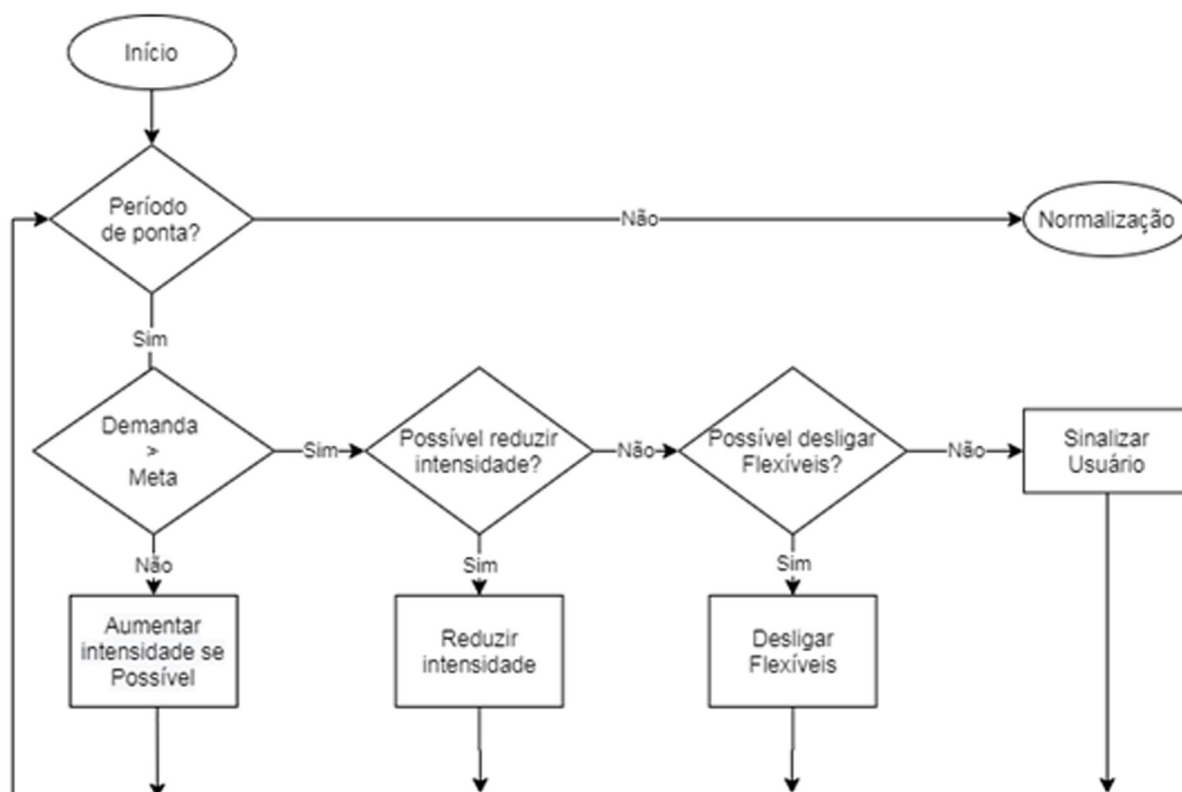 Início
Período
de ponta?
Não
Normalização
Sim
Demanda
>
Meta
Sim
Possível reduzir
intensidade?
Não
Possível desligar
Flexíveis?
Não
Sinalizar
Usuário
Não
Sim
Sim
Aumentar
intensidade se
Possível
Reduzir
intensidade
Desligar
Flexíveis